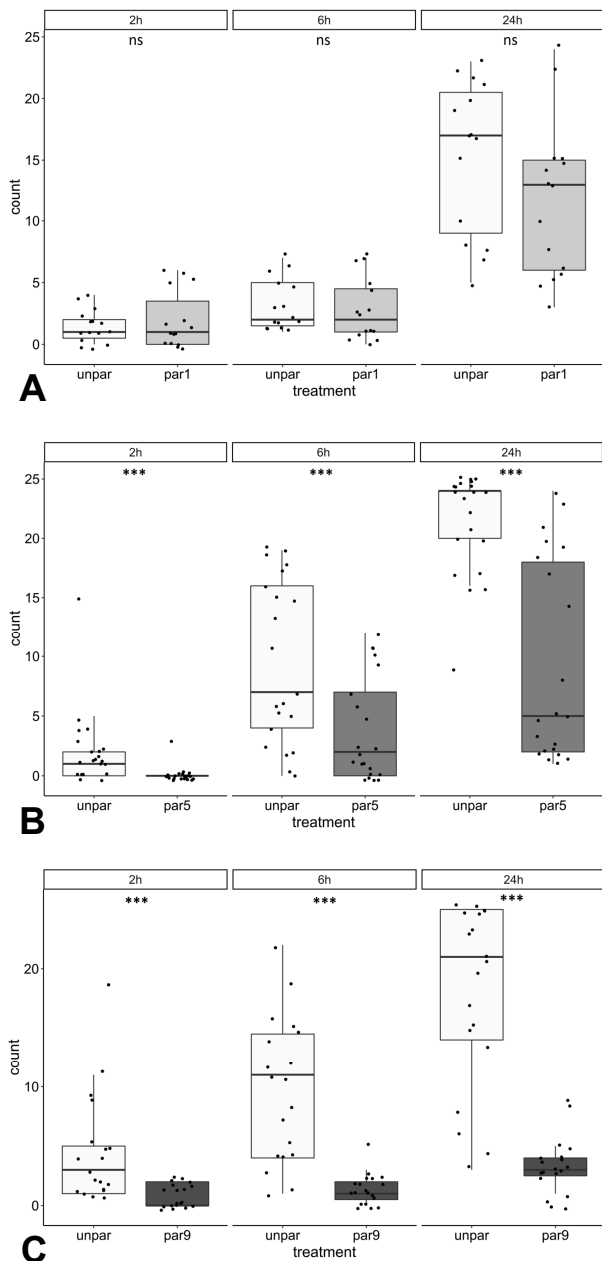 2h 6h 24h
ns ns ns
25
20
15
10
5
0
count
unpar par1 unpar par1 unpar par1
treatment
A
2h 6h 24h
*** *** ***
25
20
15
10
5
0
count
unpar par5 unpar par5 unpar par5
treatment
B
2h 6h 24h
*** *** ***
20
10
0
count
unpar par9 unpar par9 unpar par9
treatment
C